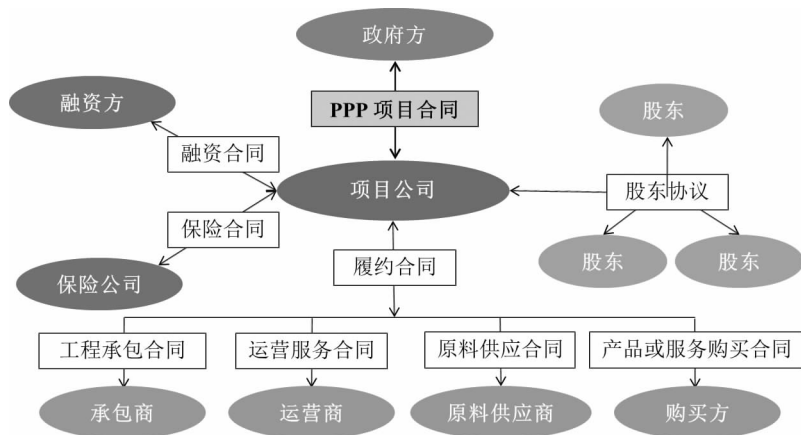 政府方
融资方
PPP 项目合同
股东
融资合同
项目公司
股东协议
保险合同
履约合同
股东
股东
保险公司
工程承包合同
运营服务合同
原料供应合同
产品或服务购买合同
承包商
运营商
原料供应商
购买方